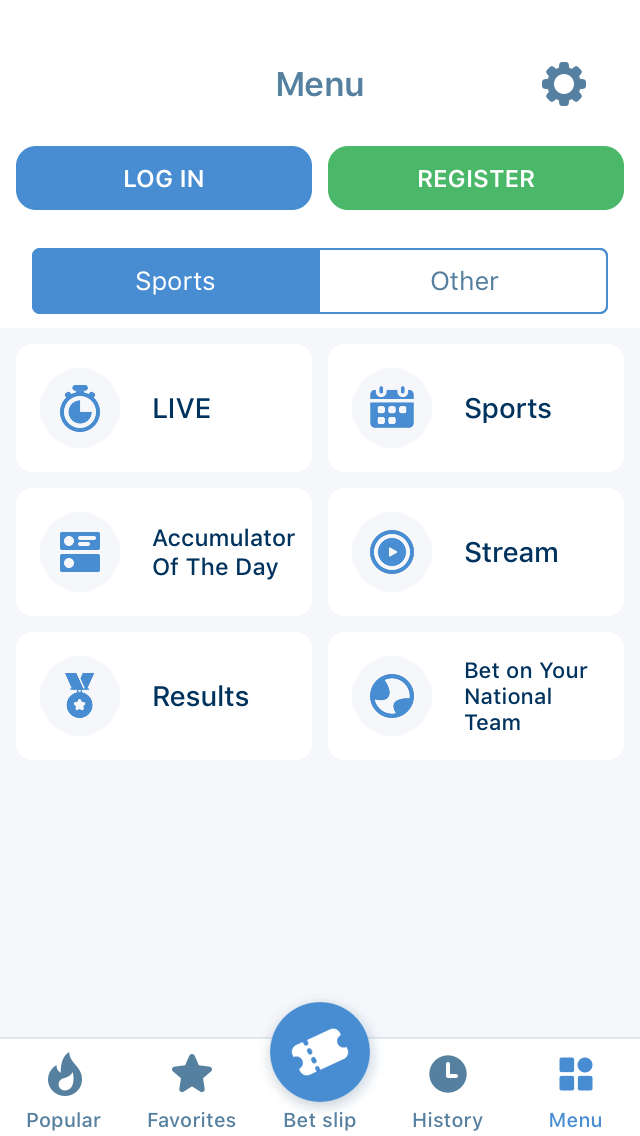 Menu
LOG IN
REGISTER
Sports
Other
LIVE
Sports
Accumulator
Of The Day
Stream
Results
Bet on Your
National
Team
Popular
Favorites
Bet slip
History
Menu